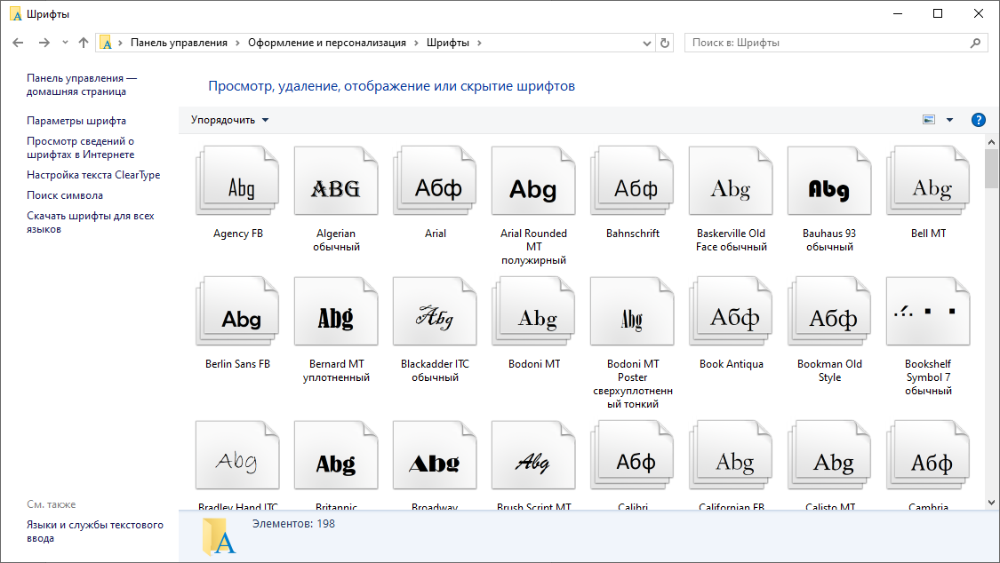 Шрифты
Панель управления
Оформление и персонализация
Шрифты
Поиск в: Шрифты
Панель управления —
домашняя страница
Параметры шрифта
Просмотр сведений о
шрифтах в Интернете
Настройка текста ClearType
Поиск символа
Скачать шрифты для всех
языков
См. также
Языки и службы текстового
ввода
Просмотр, удаление, отображение или скрытие шрифтов
Упорядочить
?
Abg
ABG
Абф
Abg
Абф
Abg
Abg
Abg
Agency FB
Algerian
обычный
Arial
Arial Rounded
MT
полужирный
Bahnschrift
Baskerville Old
Face обычный
Bauhaus 93
обычный
Bell MT
Abg
Abg
Abg
Abg
Abg
Абф
Абф
Berlin Sans FB
Bernard MT
уплотненный
Blackadder ITC
обычный
Bodoni MT
Bodoni MT
Poster
сверхуплотненн
ый тонкий
Book Antiqua
Bookman Old
Style
Bookshelf
Symbol 7
обычный
Abg
Abg
Abg
Abg
Абф
Abg
Abg
Абф
Bradley Hand ITC
Britannic
Broadway
Brush Script MT
Calibri
Californian FB
Calisto MT
Cambria
Элементов: 198